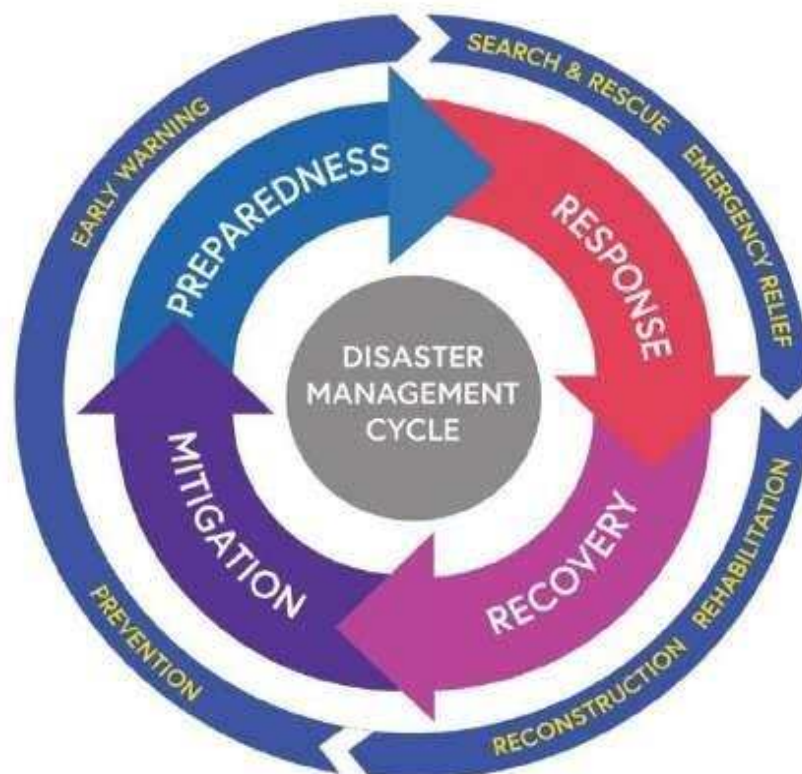 SEARCH & RESCUE
EMERGENCY RELIEF
EARLY WARNING
PREPAREDNESS
RESPONSE
DISASTER
MANAGEMENT
CYCLE
MITIGATION
RECOVERY
REHABILITATION
RECONSTRUCTION
PREVENTION